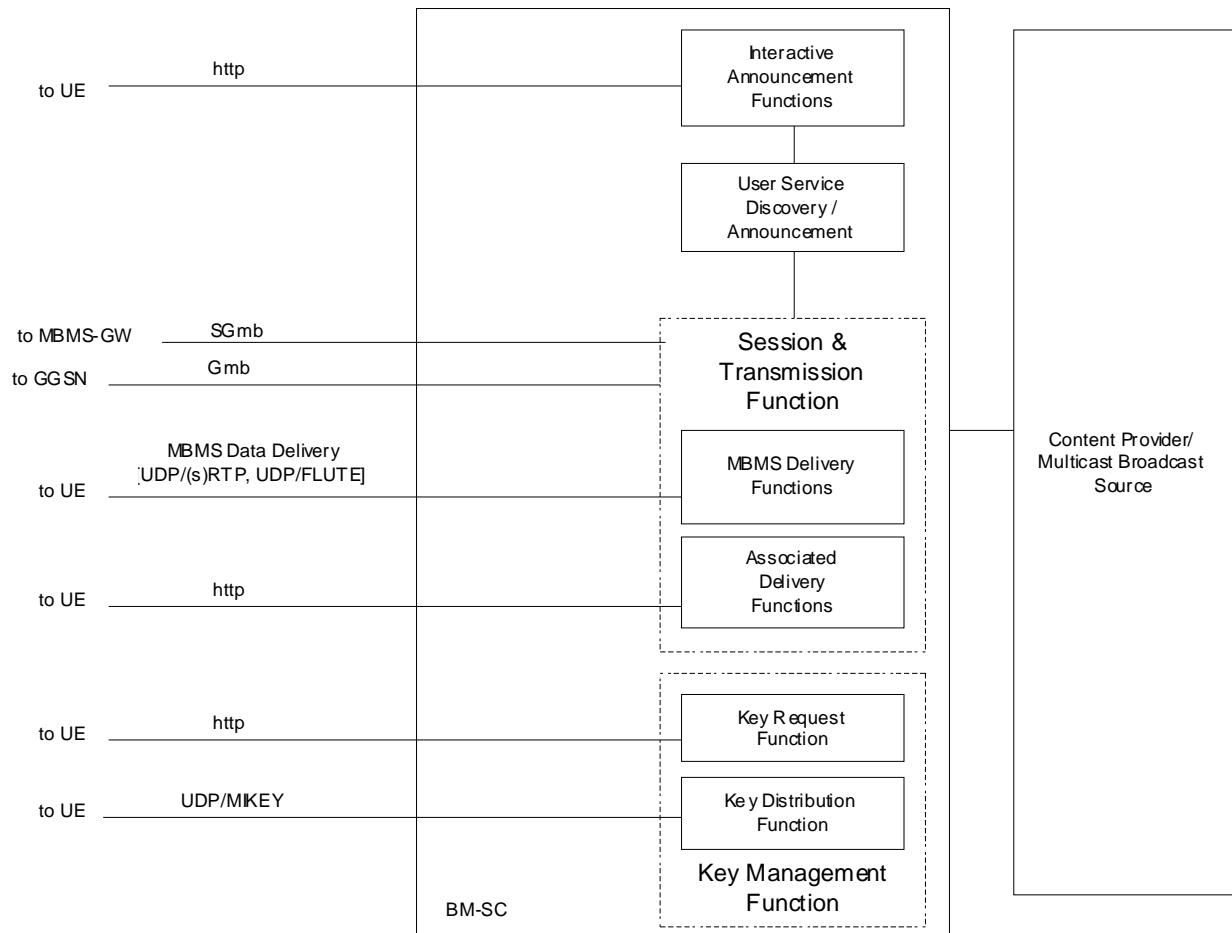 Interactive
Announcement
Functions
http
to UE
User Service
Discovery /
Announcement
to MBMS-GW
SGmb
to GGSN
Gmb
Session &
Transmission
Function
MBMS Data Delivery
[UDP/(s)RTP, UDP/FLUTE]
to UE
MBMS Delivery
Functions
Content Provider/
Multicast Broadcast
Source
Associated
Delivery
Functions
http
to UE
http
to UE
Key Request
Function
UDP/MIKEY
to UE
Key Distribution
Function
Key Management
Function
BM-SC